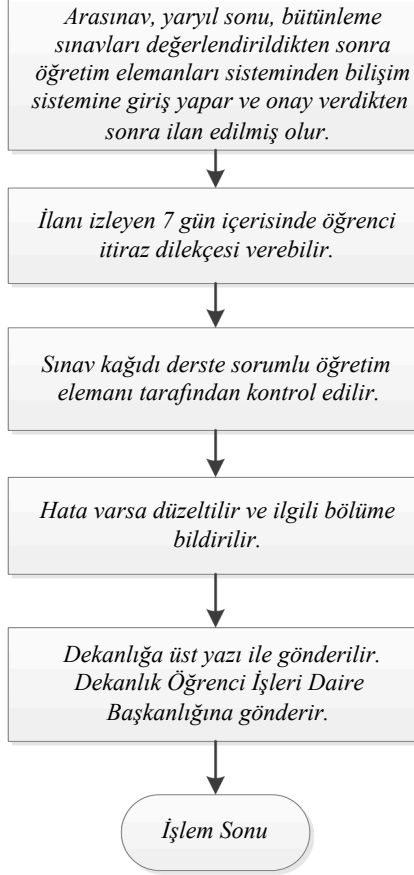 Arasınav, yarıyıl sonu, bütünleme
sınavları değerlendirildikten sonra
öğretim elemanları sisteminden bilişim
sistemine giriş yapar ve onay verdikten
sonra ilan edilmiş olur.
İlanı izleyen 7 gün içerisinde öğrenci
itiraz dilekçesi verebilir.
Sınav kağıdı derste sorumlu öğretim
elemanı tarafından kontrol edilir.
Hata varsa düzeltilir ve ilgili bölüme
bildirilir.
Dekanlığa üst yazı ile gönderilir.
Dekanlık Öğrenci İşleri Daire
Başkanlığına gönderir.
İşlem Sonu